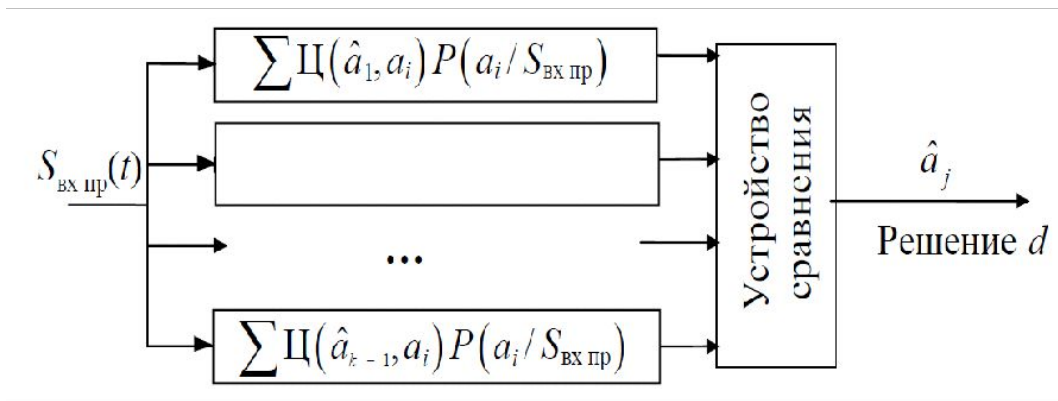 ∑Ц(â₁, aᵢ)P(aᵢ/Sвх пр)
Sвх пр(t)
...
∑Ц(âₖ₋₁, aᵢ)P(aᵢ/Sвх пр)
Устройство
сравнсния
âⱼ
Решение d